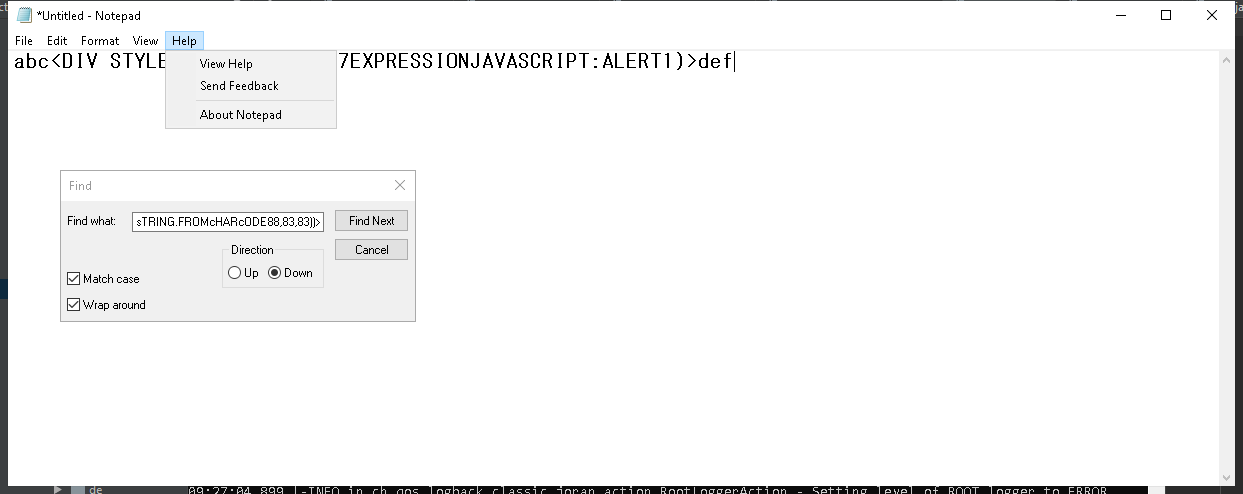 *Untitled - Notepad
File Edit Format View Help
abc<DIV STYLE 7EXPRESSIONJAVASCRIPT:ALERT1)>def
View Help
Send Feedback
About Notepad
Find
Find what: sTRING.FROMcHARcODE88,83,83))> Find Next
Direction Cancel
Up Down
Match case
Wrap around
de 09:27:04,899 |-INFO in ch.qos.logback.classic.joran.action.RootLoggerAction - Setting level of ROOT logger to ERROR